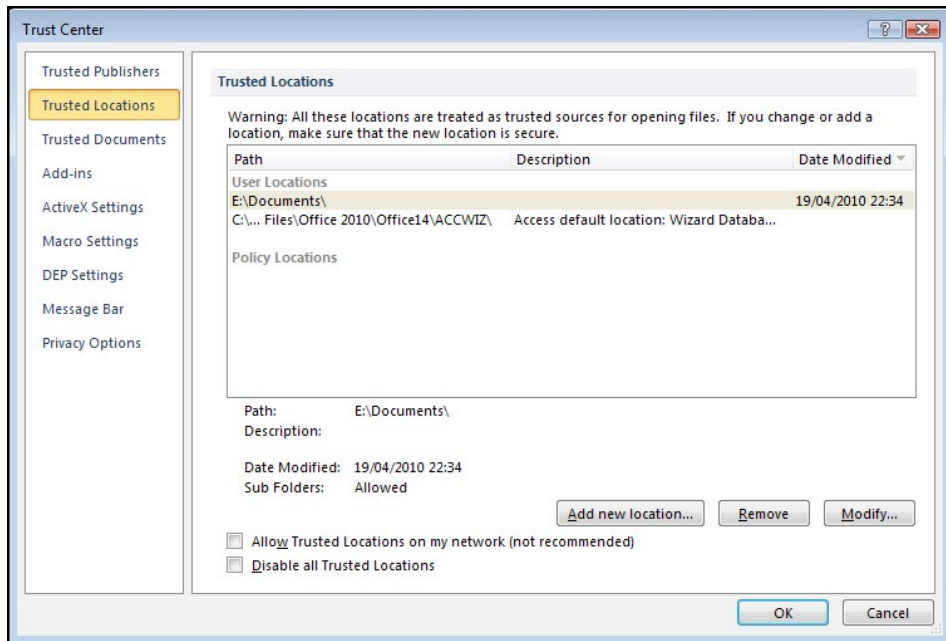 Trust Center
Trusted Publishers
Trusted Locations
Trusted Documents
Add-ins
ActiveX Settings
Macro Settings
DEP Settings
Message Bar
Privacy Options
Trusted Locations
Warning: All these locations are treated as trusted sources for opening files. If you change or add a
location, make sure that the new location is secure.
Path Description Date Modified
User Locations
E:\Documents\ 19/04/2010 22:34
C:\... Files\Office 2010\Office14\ACCWIZ\ Access default location: Wizard Databa...
Policy Locations
Path: E:\Documents\
Description:
Date Modified: 19/04/2010 22:34
Sub Folders: Allowed
Add new location... Remove Modify...
Allow Trusted Locations on my network (not recommended)
Disable all Trusted Locations
OK Cancel